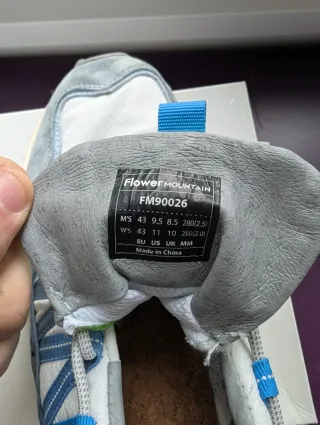 Flower MOUNTAIN
FM90026
M'S 43 9.5 8.5 280(2.5)
W'S 43 11 10 280(2.0)
EU US UK MM
Made in China